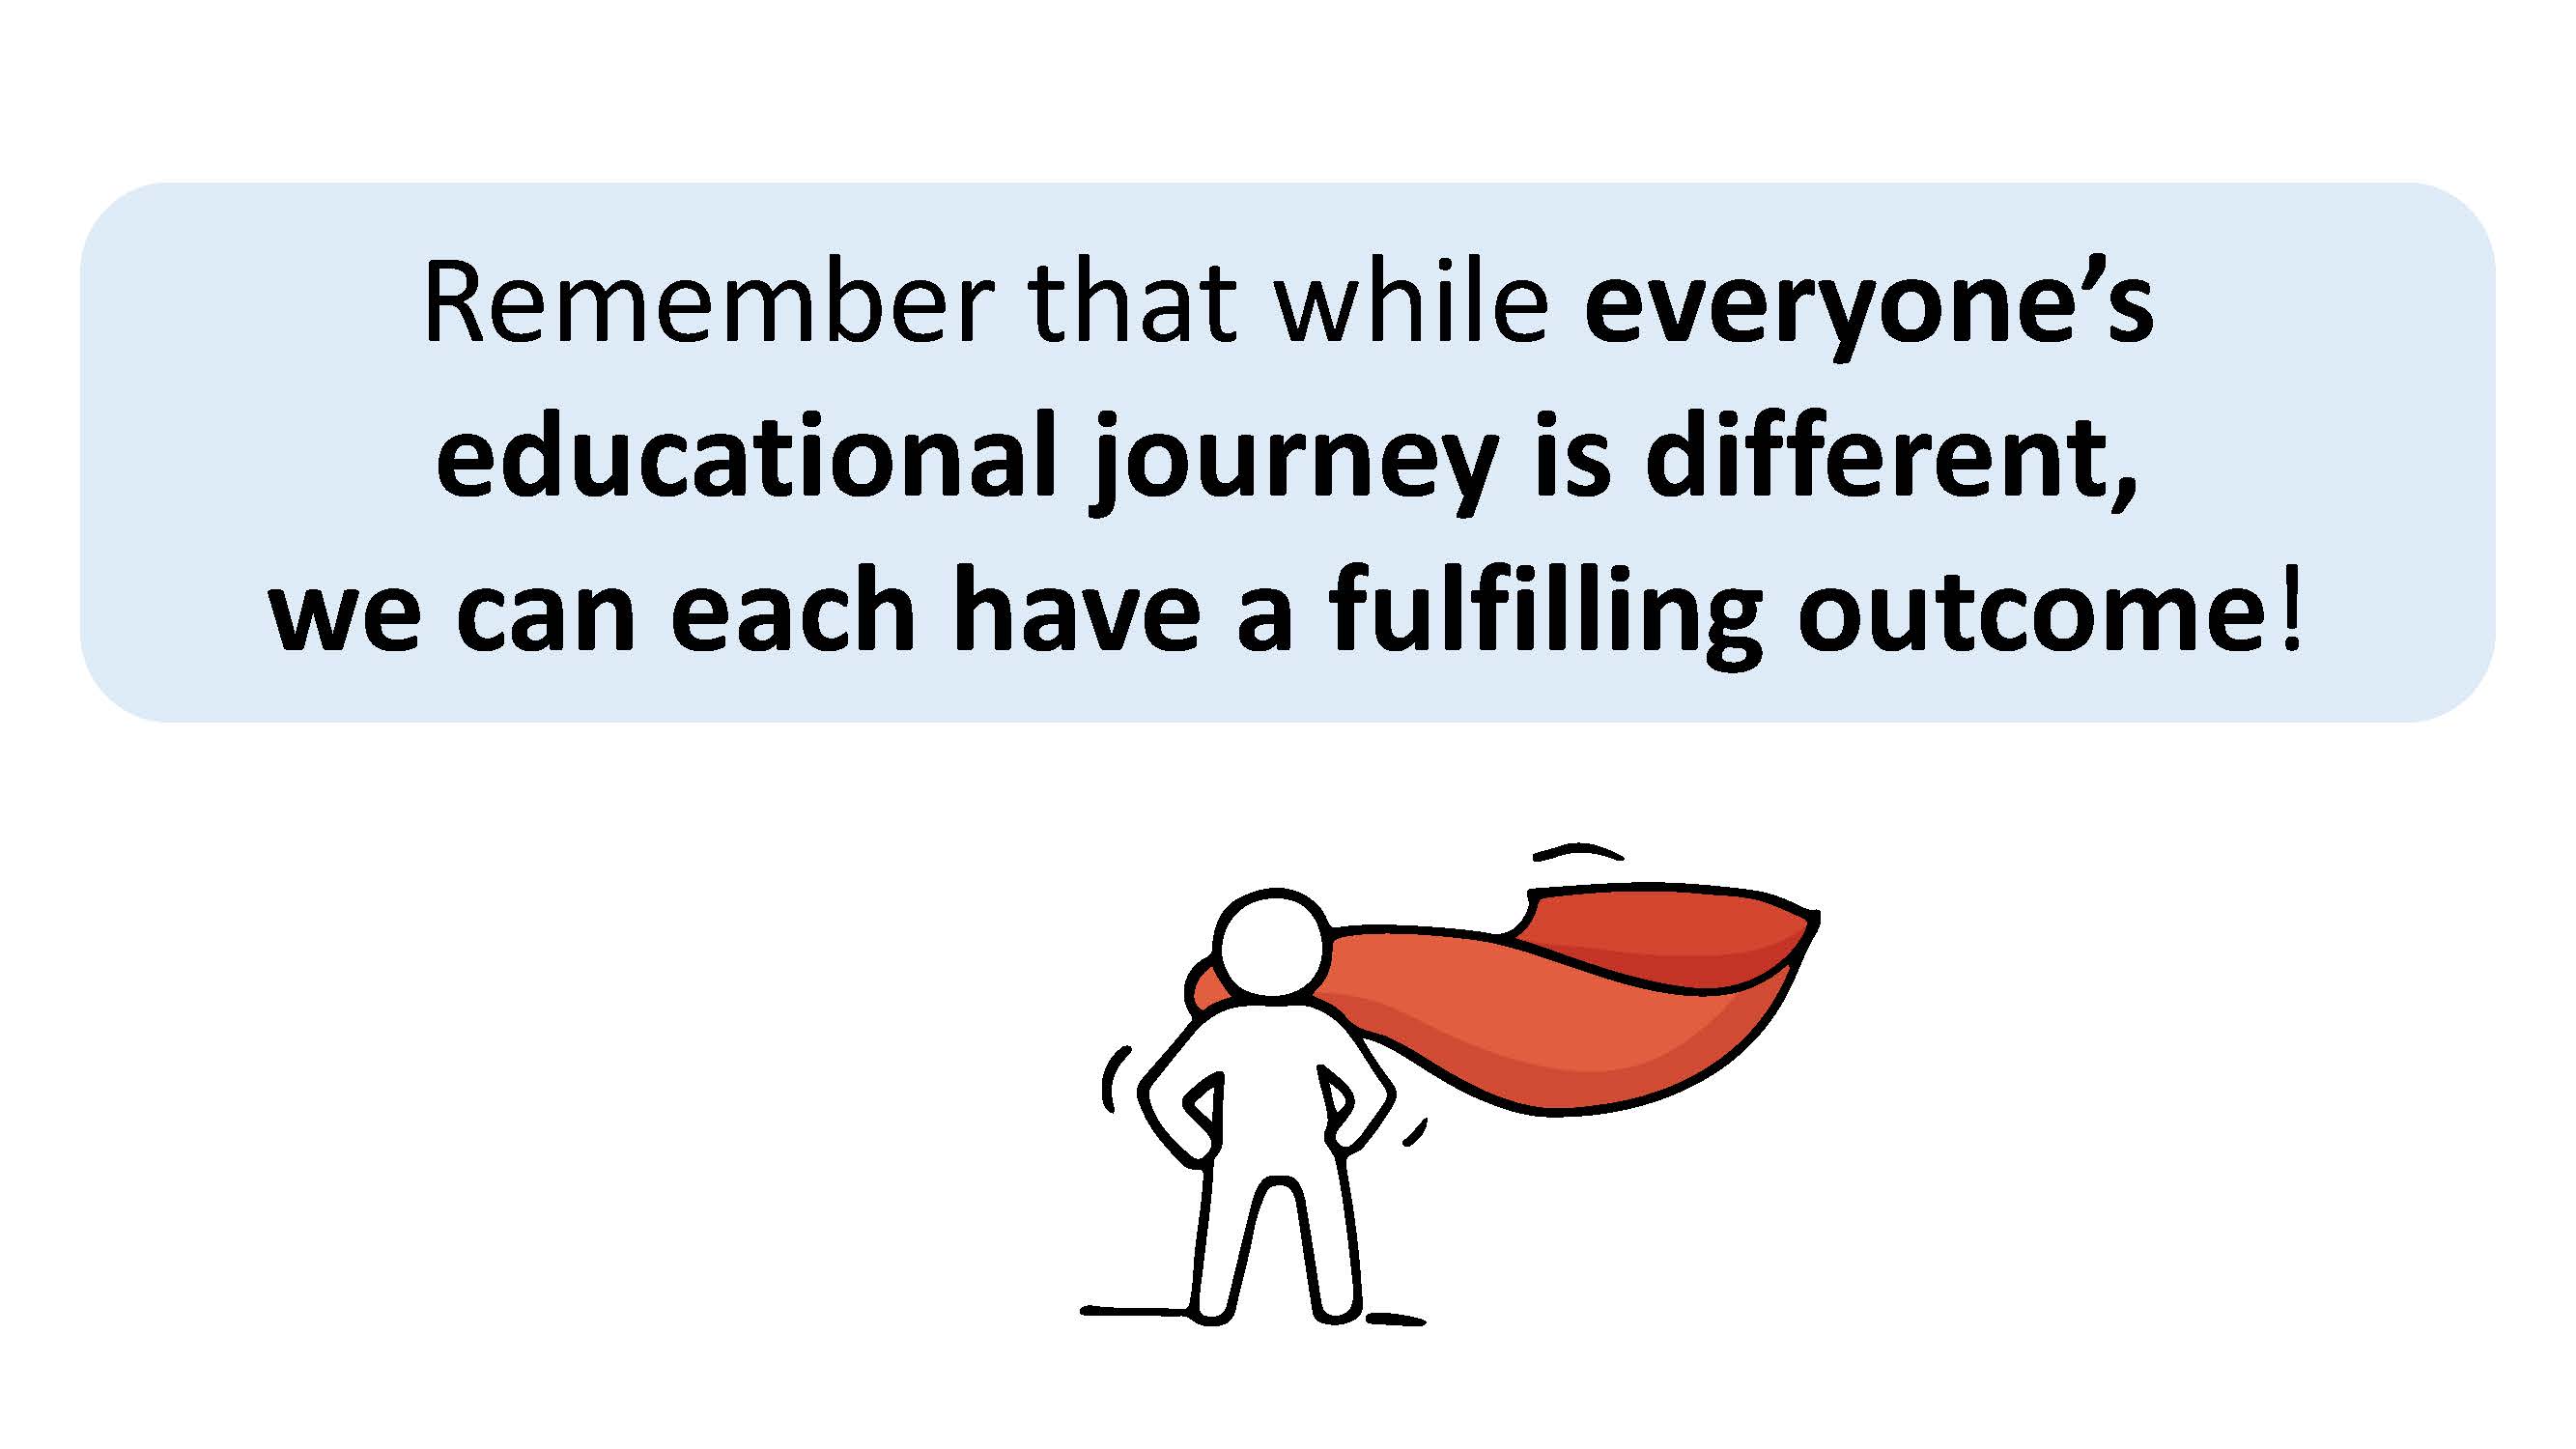 Remember that while everyone’s
educational journey is different,
we can each have a fulfilling outcome!